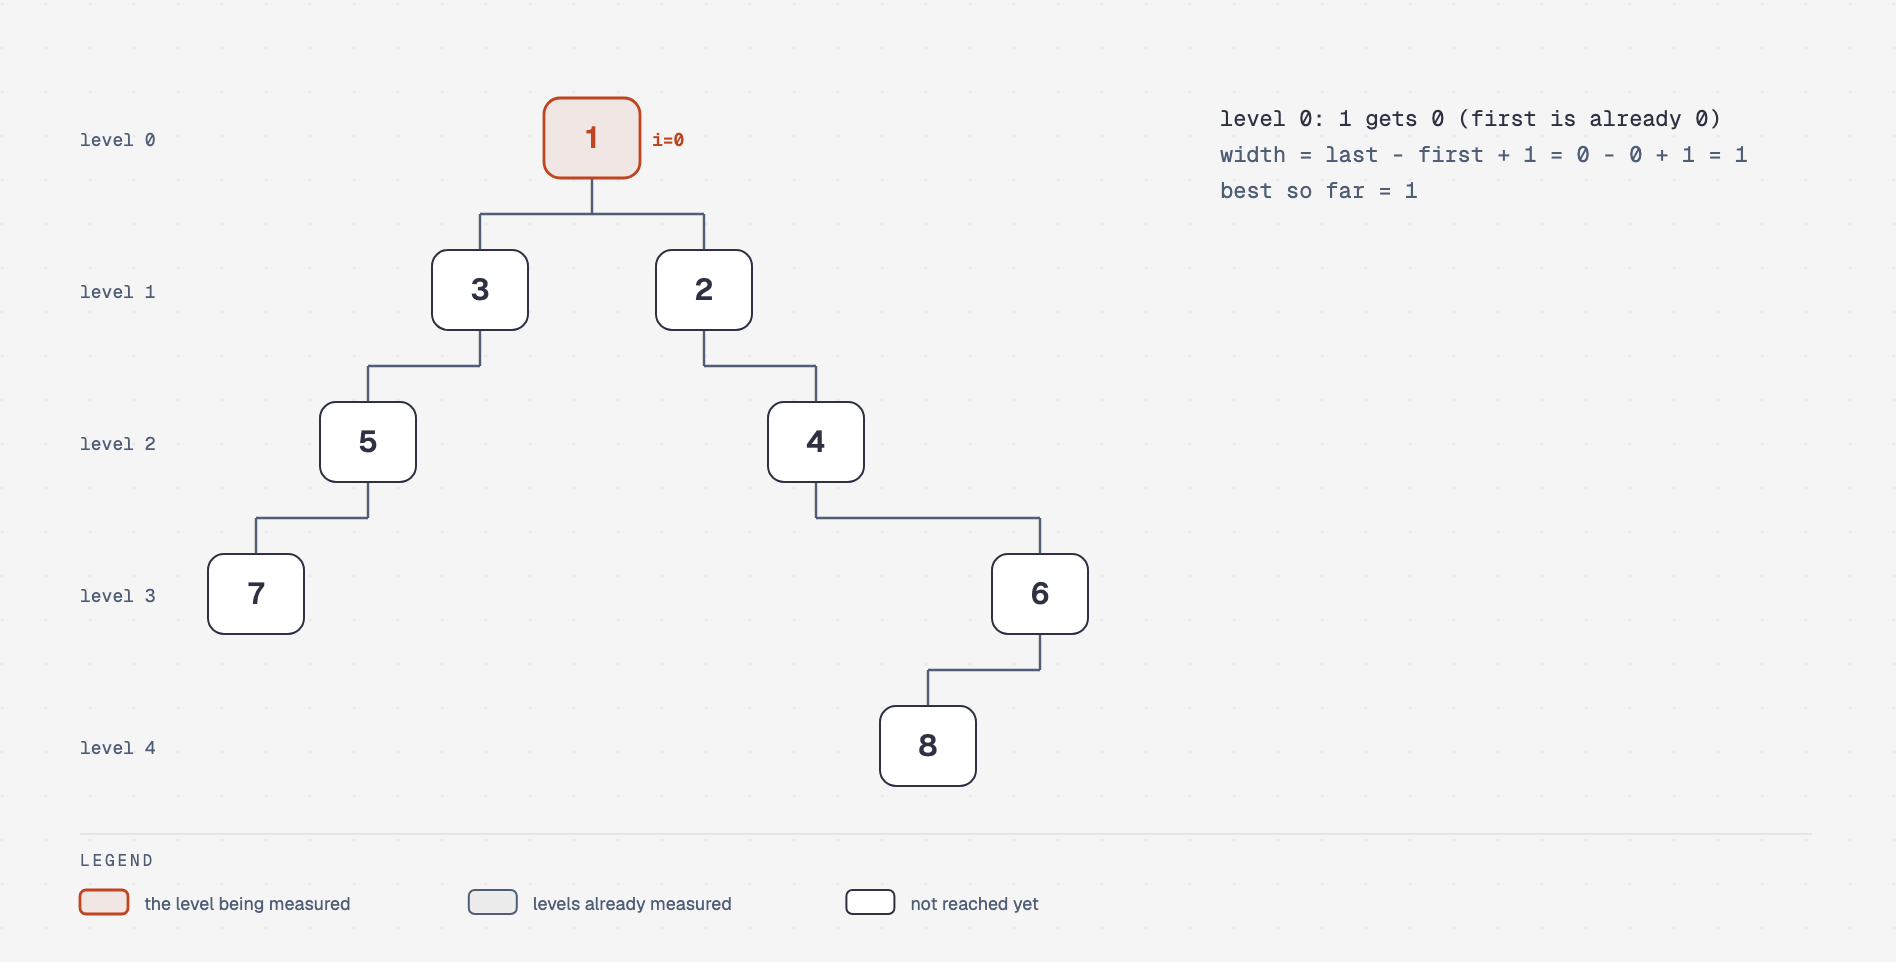 level 0
1
i=0
level 0: 1 gets 0 (first is already 0)
width = last - first + 1 = 0 - 0 + 1 = 1
best so far = 1
level 1
3
2
level 2
5
4
level 3
7
6
level 4
8
LEGEND
the level being measured
levels already measured
not reached yet